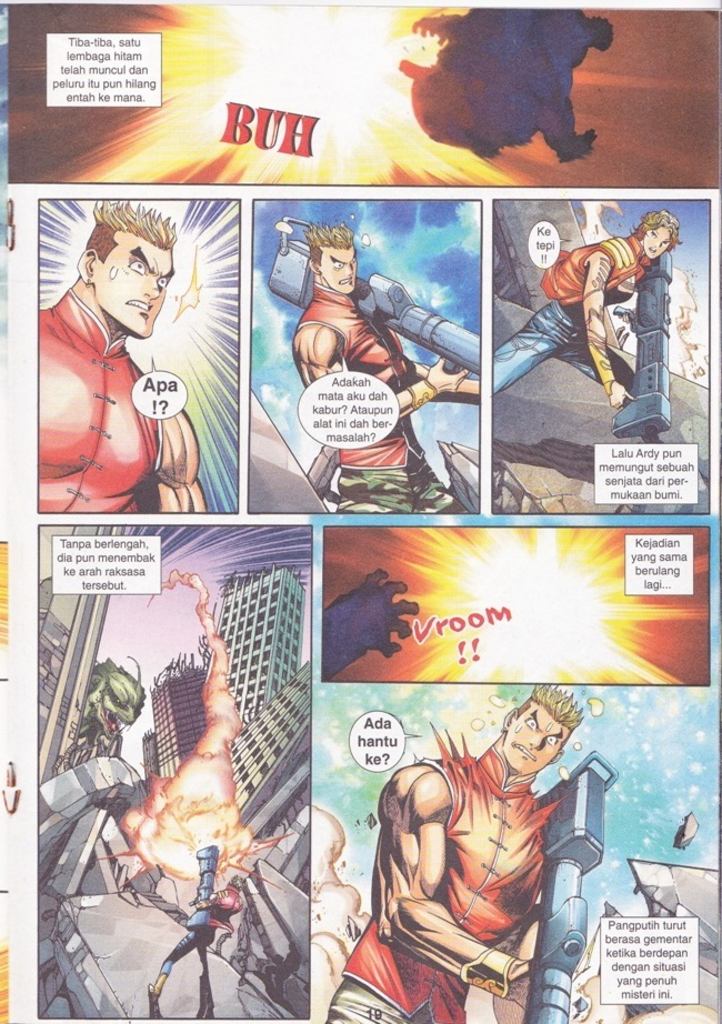 Tiba-tiba, satu
lembaga hitam
telah muncul dan
peluru itu pun hilang
entah ke mana.
BUH
Apa
!?
Adakah
mata aku dah
kabur? Ataupun
alat ini dah ber-
masalah?
Ke
tepi
!!
Lalu Ardy pun
memungut sebuah
senjata dari per-
mukaan bumi.
Tanpa berlengah,
dia pun menembak
ke arah raksasa
tersebut.
Kejadian
yang sama
berulang
lagi...
Vroom
!!
Ada
hantu
ke?
Pangputih turut
berasa gementar
ketika berdepan
dengan situasi
yang penuh
misteri ini.
19